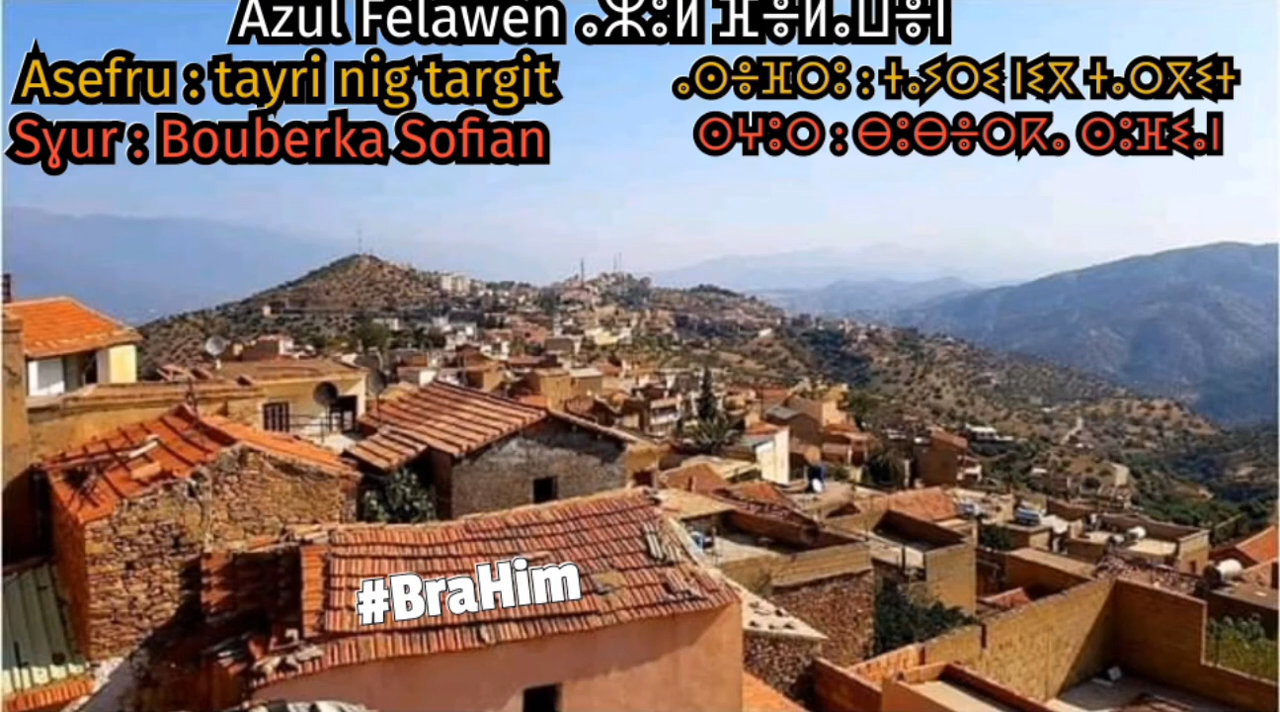 Azul Felawen ⴰⵣⵓⵍ ⴼⴻⵍⴰⵡⴻⵏ
Asefru : tayri nig targit ⴰⵙⴻⴼⵔⵓ : ⵜⴰⵢⵔⵉ ⵏⵉⴳ ⵜⴰⵔⴳⵉⵜ
Sɣur : Bouberka Sofian ⵙⵖⵓⵔ : ⴱⵓⴱⴻⵔⴽⴰ ⵙⵓⴼⵉⴰⵏ
#BraHim